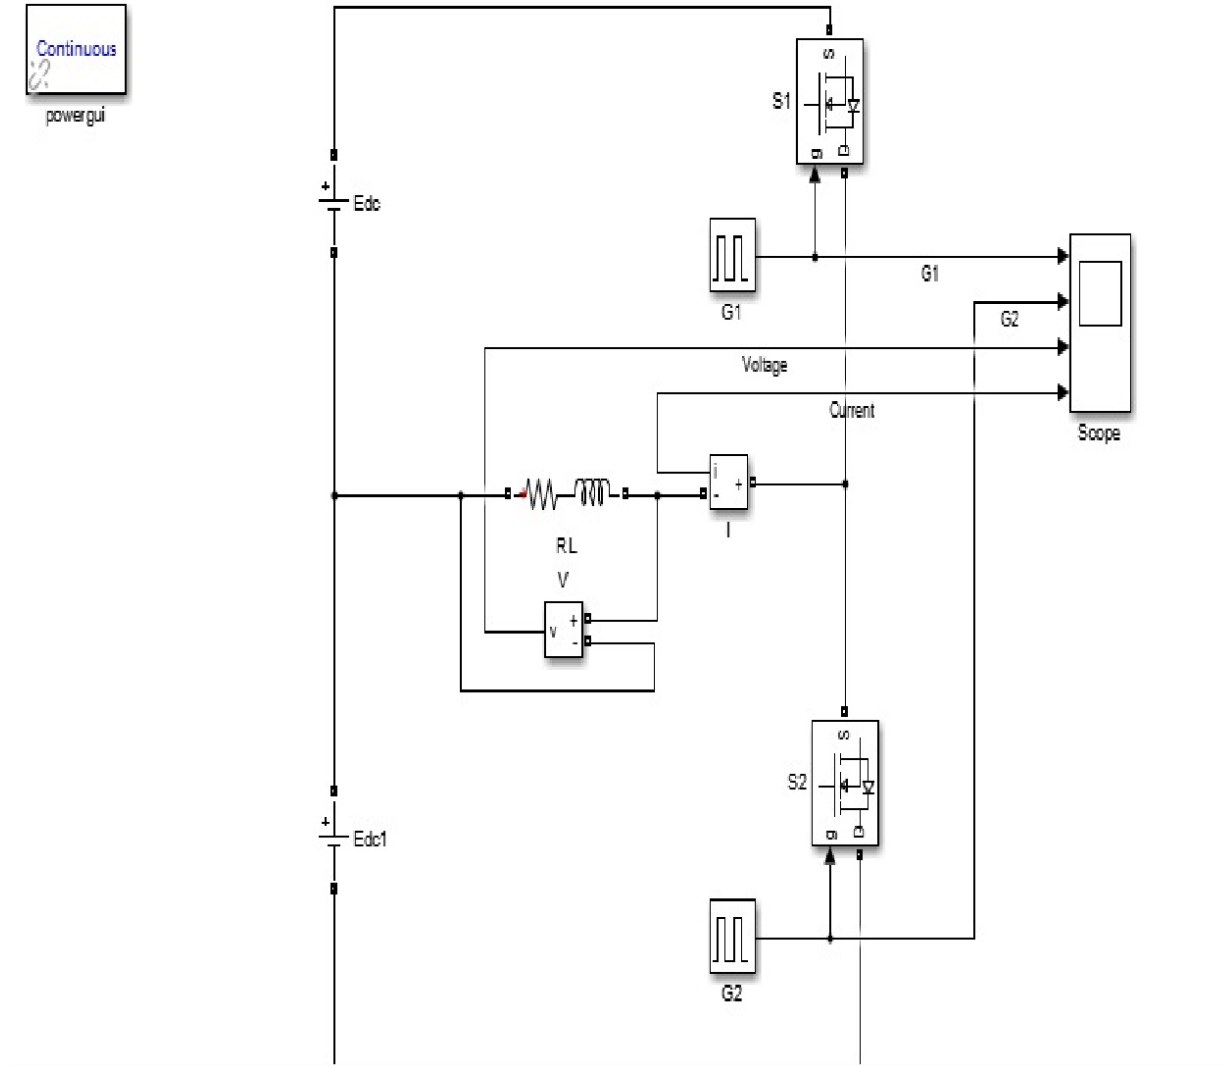 Continuous
powergui
S
S1
g
D
+
Edc
G1
G1
G2
Voltage
Current
Scope
i
-
+
I
RL
V
v
+
-
S
S2
g
D
+
Edc1
G2